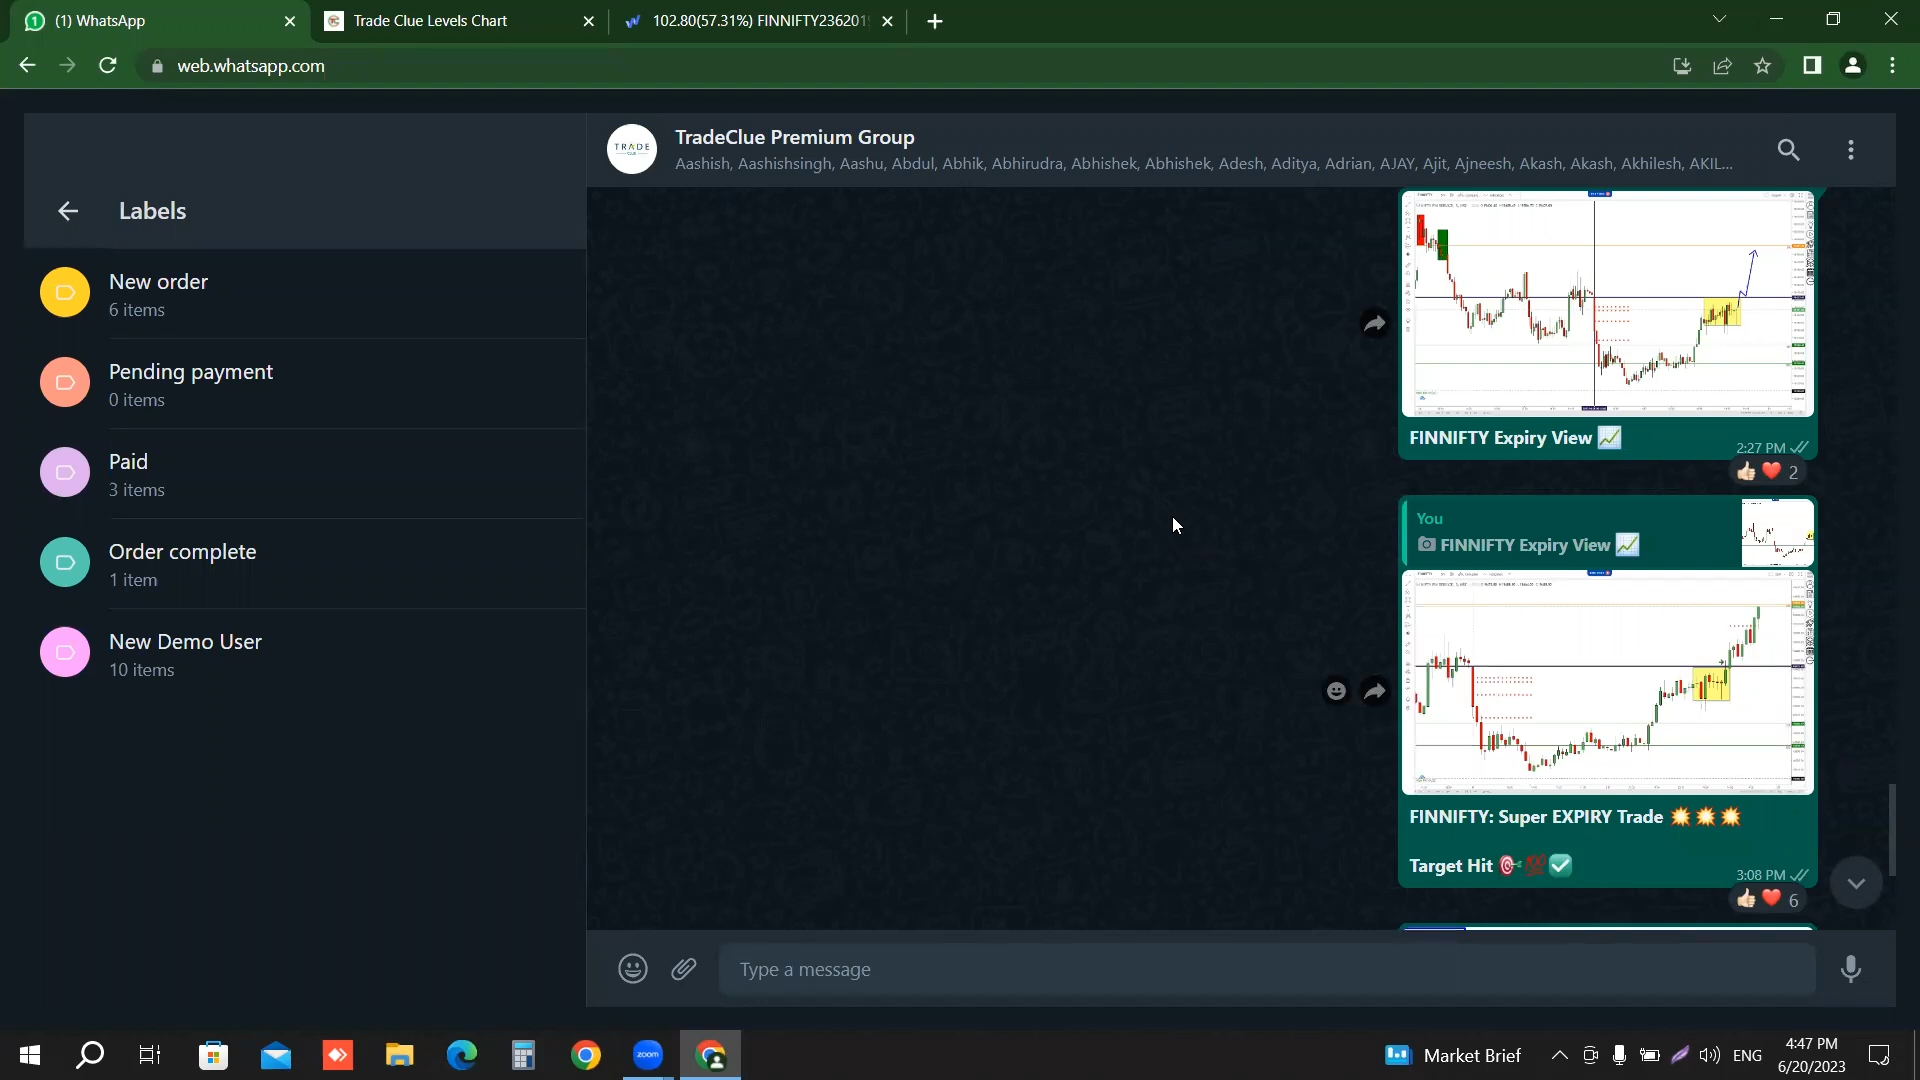 (1) WhatsApp
Trade Clue Levels Chart
102.80(57.31%) FINNIFTY236201
web.whatsapp.com
TRADE
CLUE
TradeClue Premium Group
Aashish, Aashishsingh, Aashu, Abdul, Abhik, Abhirudra, Abhishek, Abhishek, Adesh, Aditya, Adrian, AJAY, Ajit, Ajneesh, Akash, Akash, Akhilesh, AKIL...
Labels
New order
6 items
Pending payment
0 items
Paid
3 items
Order complete
1 item
New Demo User
10 items
FINNIFTY Expiry View 📈
2:27 PM
👍🏻❤️ 2
You
FINNIFTY Expiry View 📈
FINNIFTY: Super EXPIRY Trade 💥💥💥
Target Hit 🎯💯✅
3:08 PM
👍🏻❤️ 6
Type a message
zoom
Market Brief
ENG
4:47 PM
6/20/2023